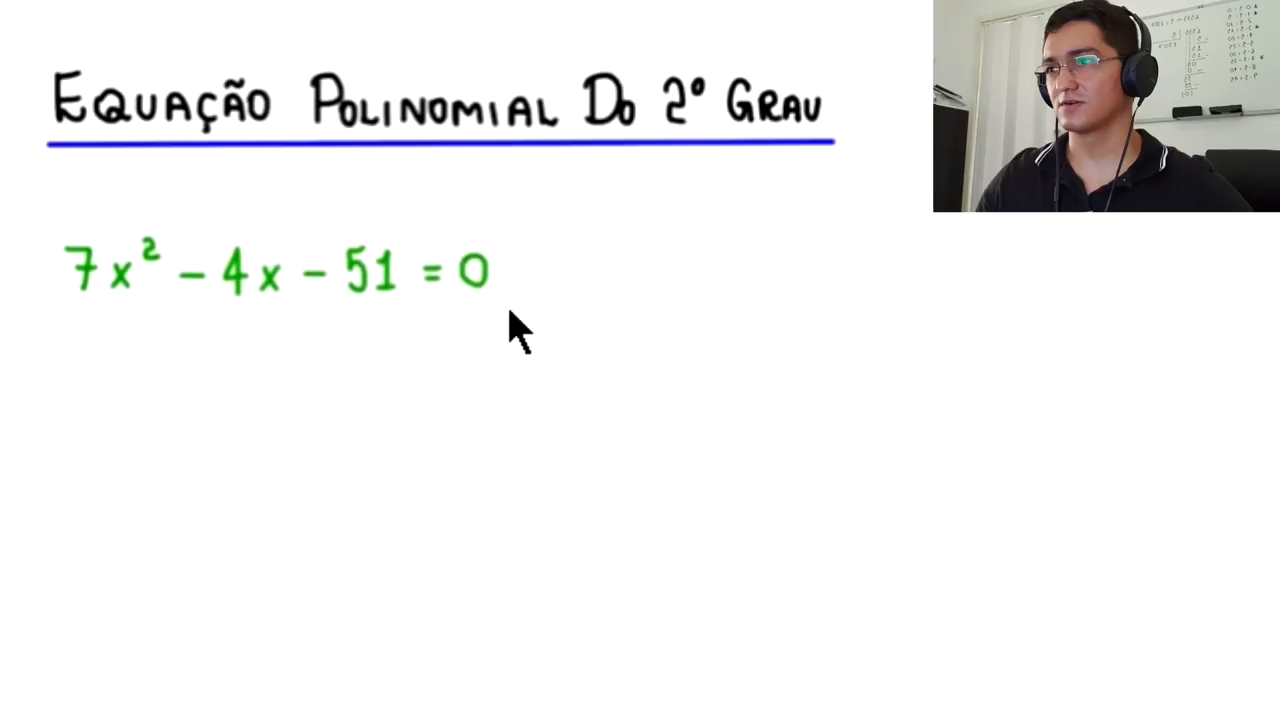 EQUAÇÃO POLINOMIAL DO 2º GRAU
7x² - 4x - 51 = 0